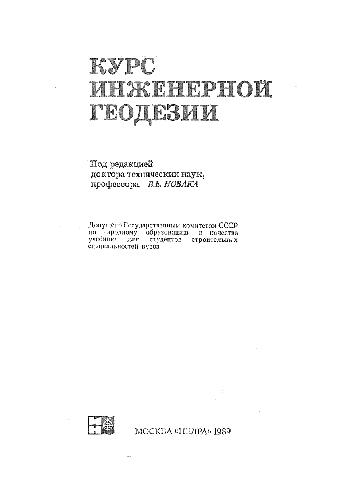 КУРС
ИНЖЕНЕРНОЙ
ГЕОДЕЗИИ
Под редакцией
доктора технических наук,
профессора В.Е. НОВАКА
Допущено Государственным комитетом СССР
по народному образованию в качестве
учебника для студентов строительных
специальностей вузов
МОСКВА «НЕДРА» 1989